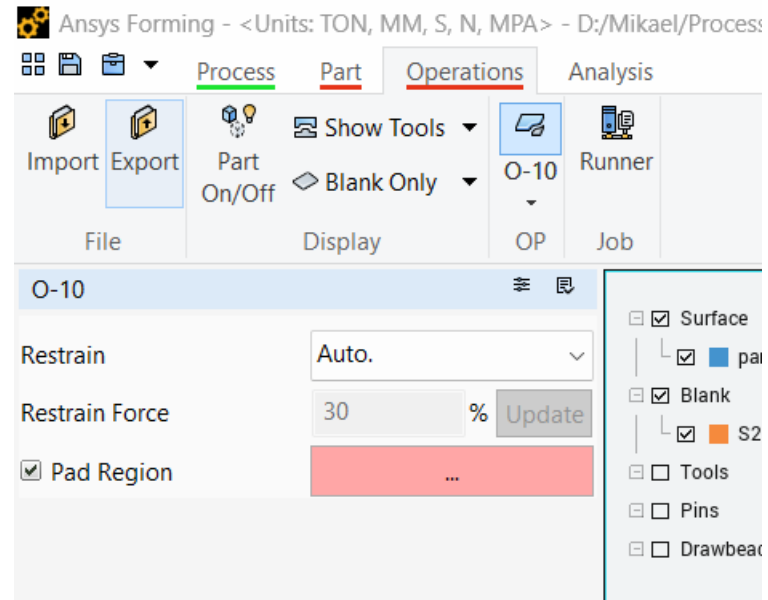 Ansys Forming - <Units: TON, MM, S, N, MPA> - D:/Mikael/Process
Process Part Operations Analysis
Import Export Part On/Off Show Tools Blank Only O-10 Runner
File Display OP Job
O-10
Restrain Auto.
Restrain Force 30 % Update
Pad Region ...
Surface
par
Blank
S2
Tools
Pins
Drawbead